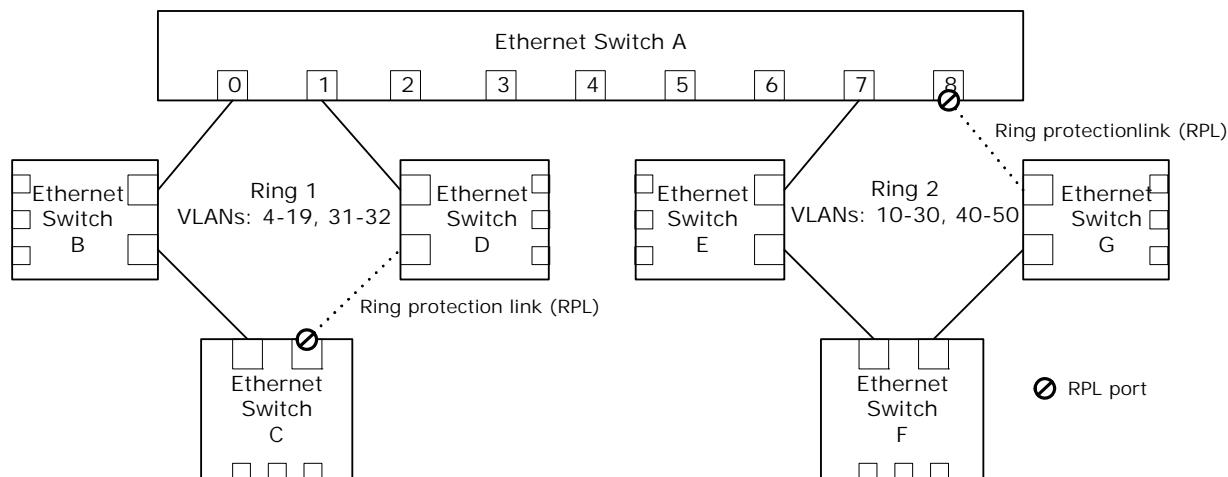 Ethernet Switch A
0 1 2 3 4 5 6 7 8
Ring protectionlink (RPL)
Ethernet
Switch
B
Ring 1
VLANs: 4-19, 31-32
Ethernet
Switch
D
Ethernet
Switch
E
Ring 2
VLANs: 10-30, 40-50
Ethernet
Switch
G
Ring protection link (RPL)
Ethernet
Switch
C
Ethernet
Switch
F
RPL port